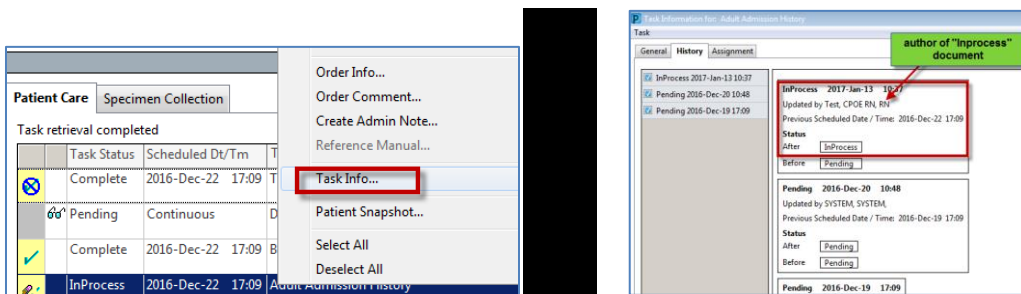 Patient Care Specimen Collection
Task retrieval completed
Task Status Scheduled Dt/Tm T
Complete 2016-Dec-22 17:09 T
Pending Continuous D
Complete 2016-Dec-22 17:09 B
InProcess 2016-Dec-22 17:09 Adult Admission History
Order Info...
Order Comment...
Create Admin Note...
Reference Manual...
Task Info...
Patient Snapshot...
Select All
Deselect All
Task Information for: Adult Admission History
Task
General History Assignment
author of "Inprocess"
document
InProcess 2017-Jan-13 10:37
Pending 2016-Dec-20 10:48
Pending 2016-Dec-19 17:09
InProcess 2017-Jan-13 10:37
Updated by Test, CPOE RN, RN
Previous Scheduled Date / Time: 2016-Dec-22 17:09
Status
After InProcess
Before Pending
Pending 2016-Dec-20 10:48
Updated by SYSTEM, SYSTEM,
Previous Scheduled Date / Time: 2016-Dec-19 17:09
Status
After Pending
Before Pending
Pending 2016-Dec-19 17:09